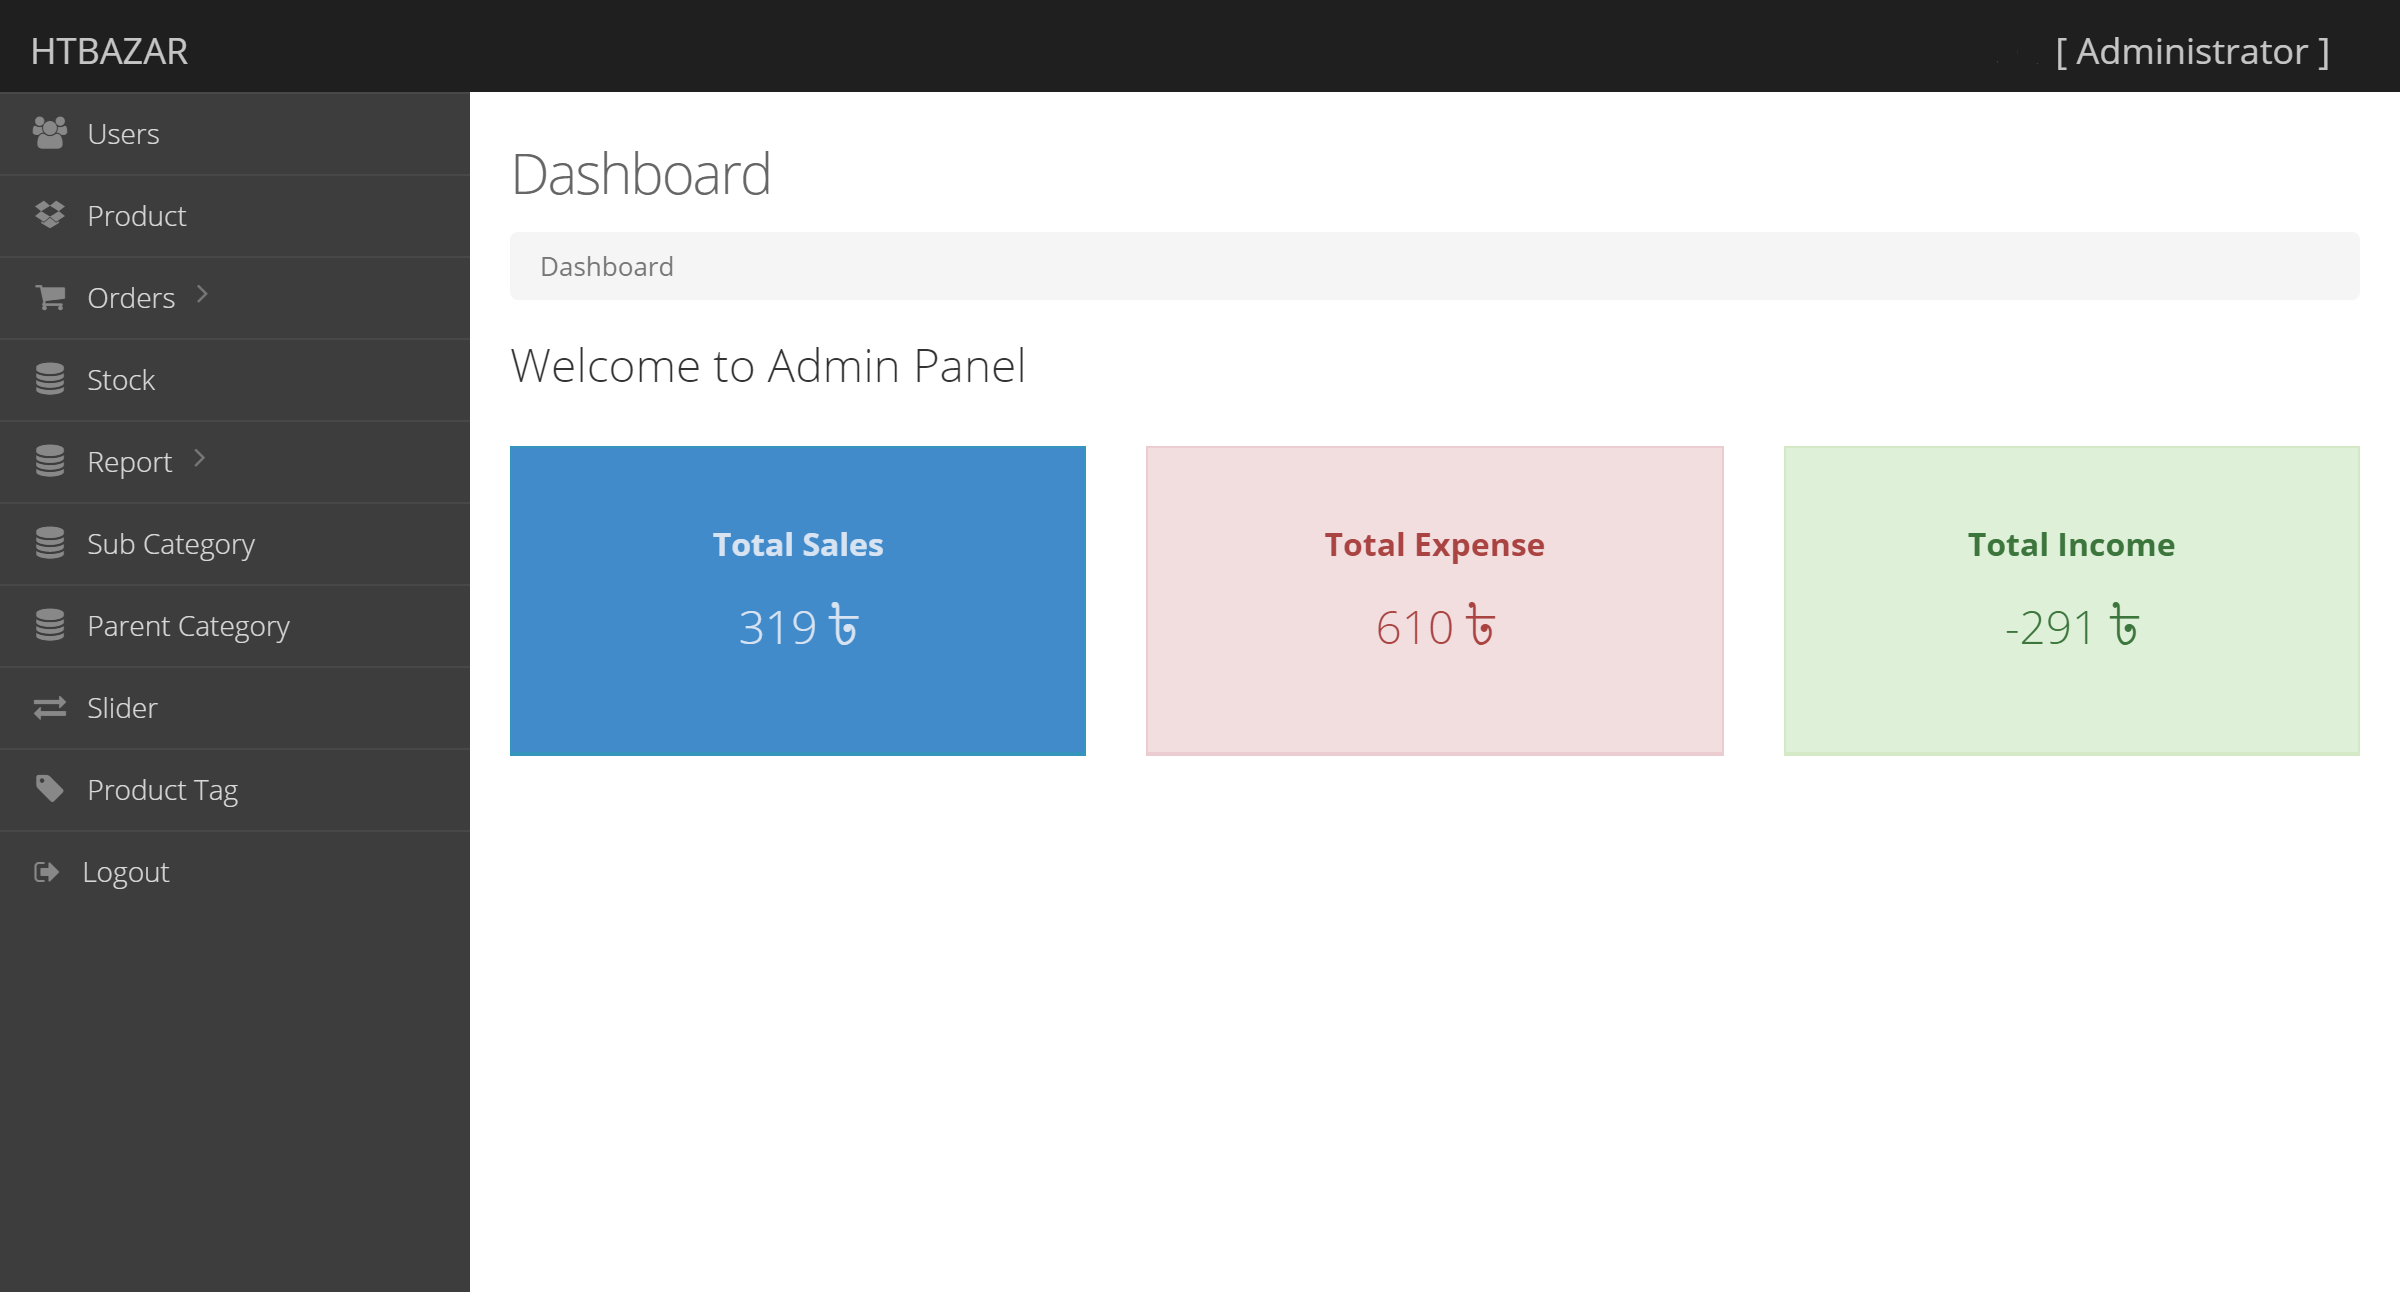 HTBAZAR
[ Administrator ]
Users
Product
Orders
Stock
Report
Sub Category
Parent Category
Slider
Product Tag
Logout
Dashboard
Dashboard
Welcome to Admin Panel
Total Sales
319 ৳
Total Expense
610 ৳
Total Income
-291 ৳